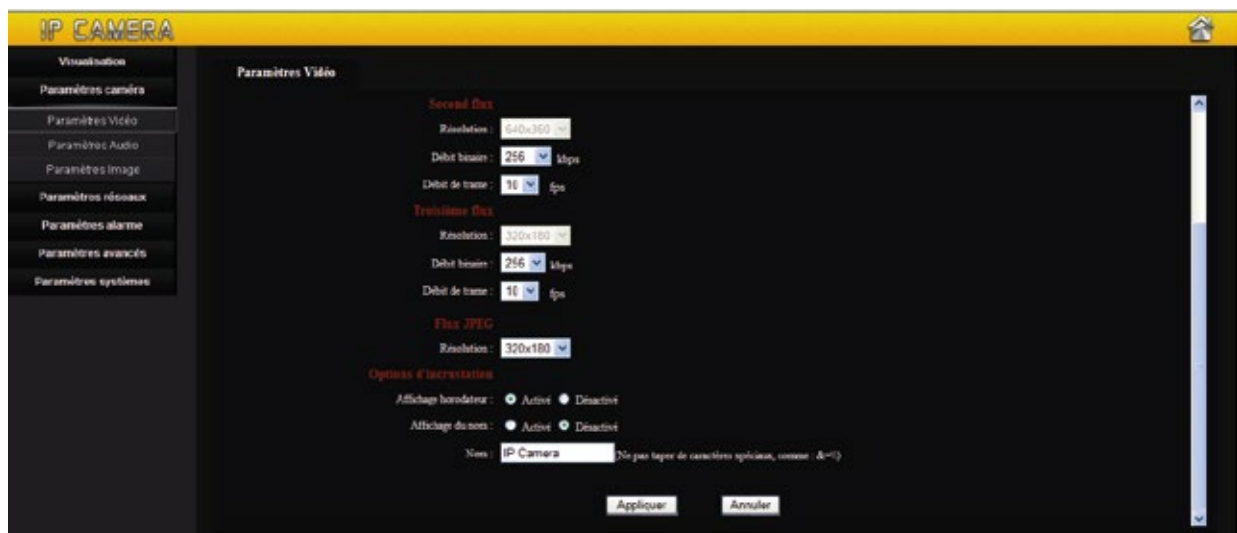 IP CAMERA
Visualisation
Paramètres caméra
Paramètres Vidéo
Paramètres Audio
Paramètres Image
Paramètres réseaux
Paramètres alarme
Paramètres avancés
Paramètres systèmes
Paramètres Vidéo
Second flux
Résolution : 640x360
Débit binaire : 256 kbps
Débit de trame : 10 fps
Troisième flux
Résolution : 320x180
Débit binaire : 256 kbps
Débit de trame : 10 fps
Flux JPEG
Résolution : 320x180
Options d'incrustation
Affichage horodateur : Activé Désactivé
Affichage du nom : Activé Désactivé
Nom : IP Camera (Ne pas taper de caractères spéciaux, comme : &=\)
Appliquer Annuler